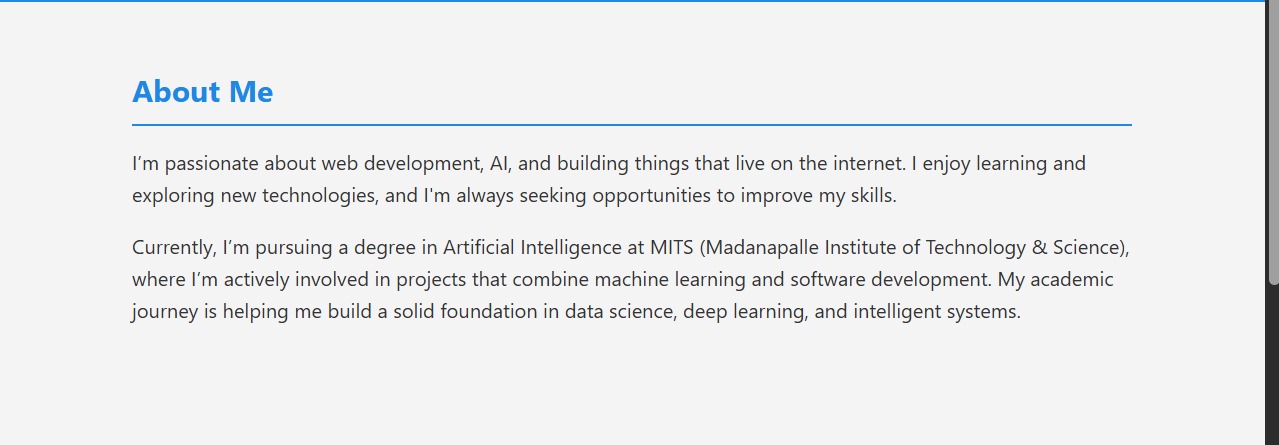 About Me
I’m passionate about web development, AI, and building things that live on the internet. I enjoy learning and
exploring new technologies, and I'm always seeking opportunities to improve my skills.
Currently, I’m pursuing a degree in Artificial Intelligence at MITS (Madanapalle Institute of Technology & Science),
where I’m actively involved in projects that combine machine learning and software development. My academic
journey is helping me build a solid foundation in data science, deep learning, and intelligent systems.